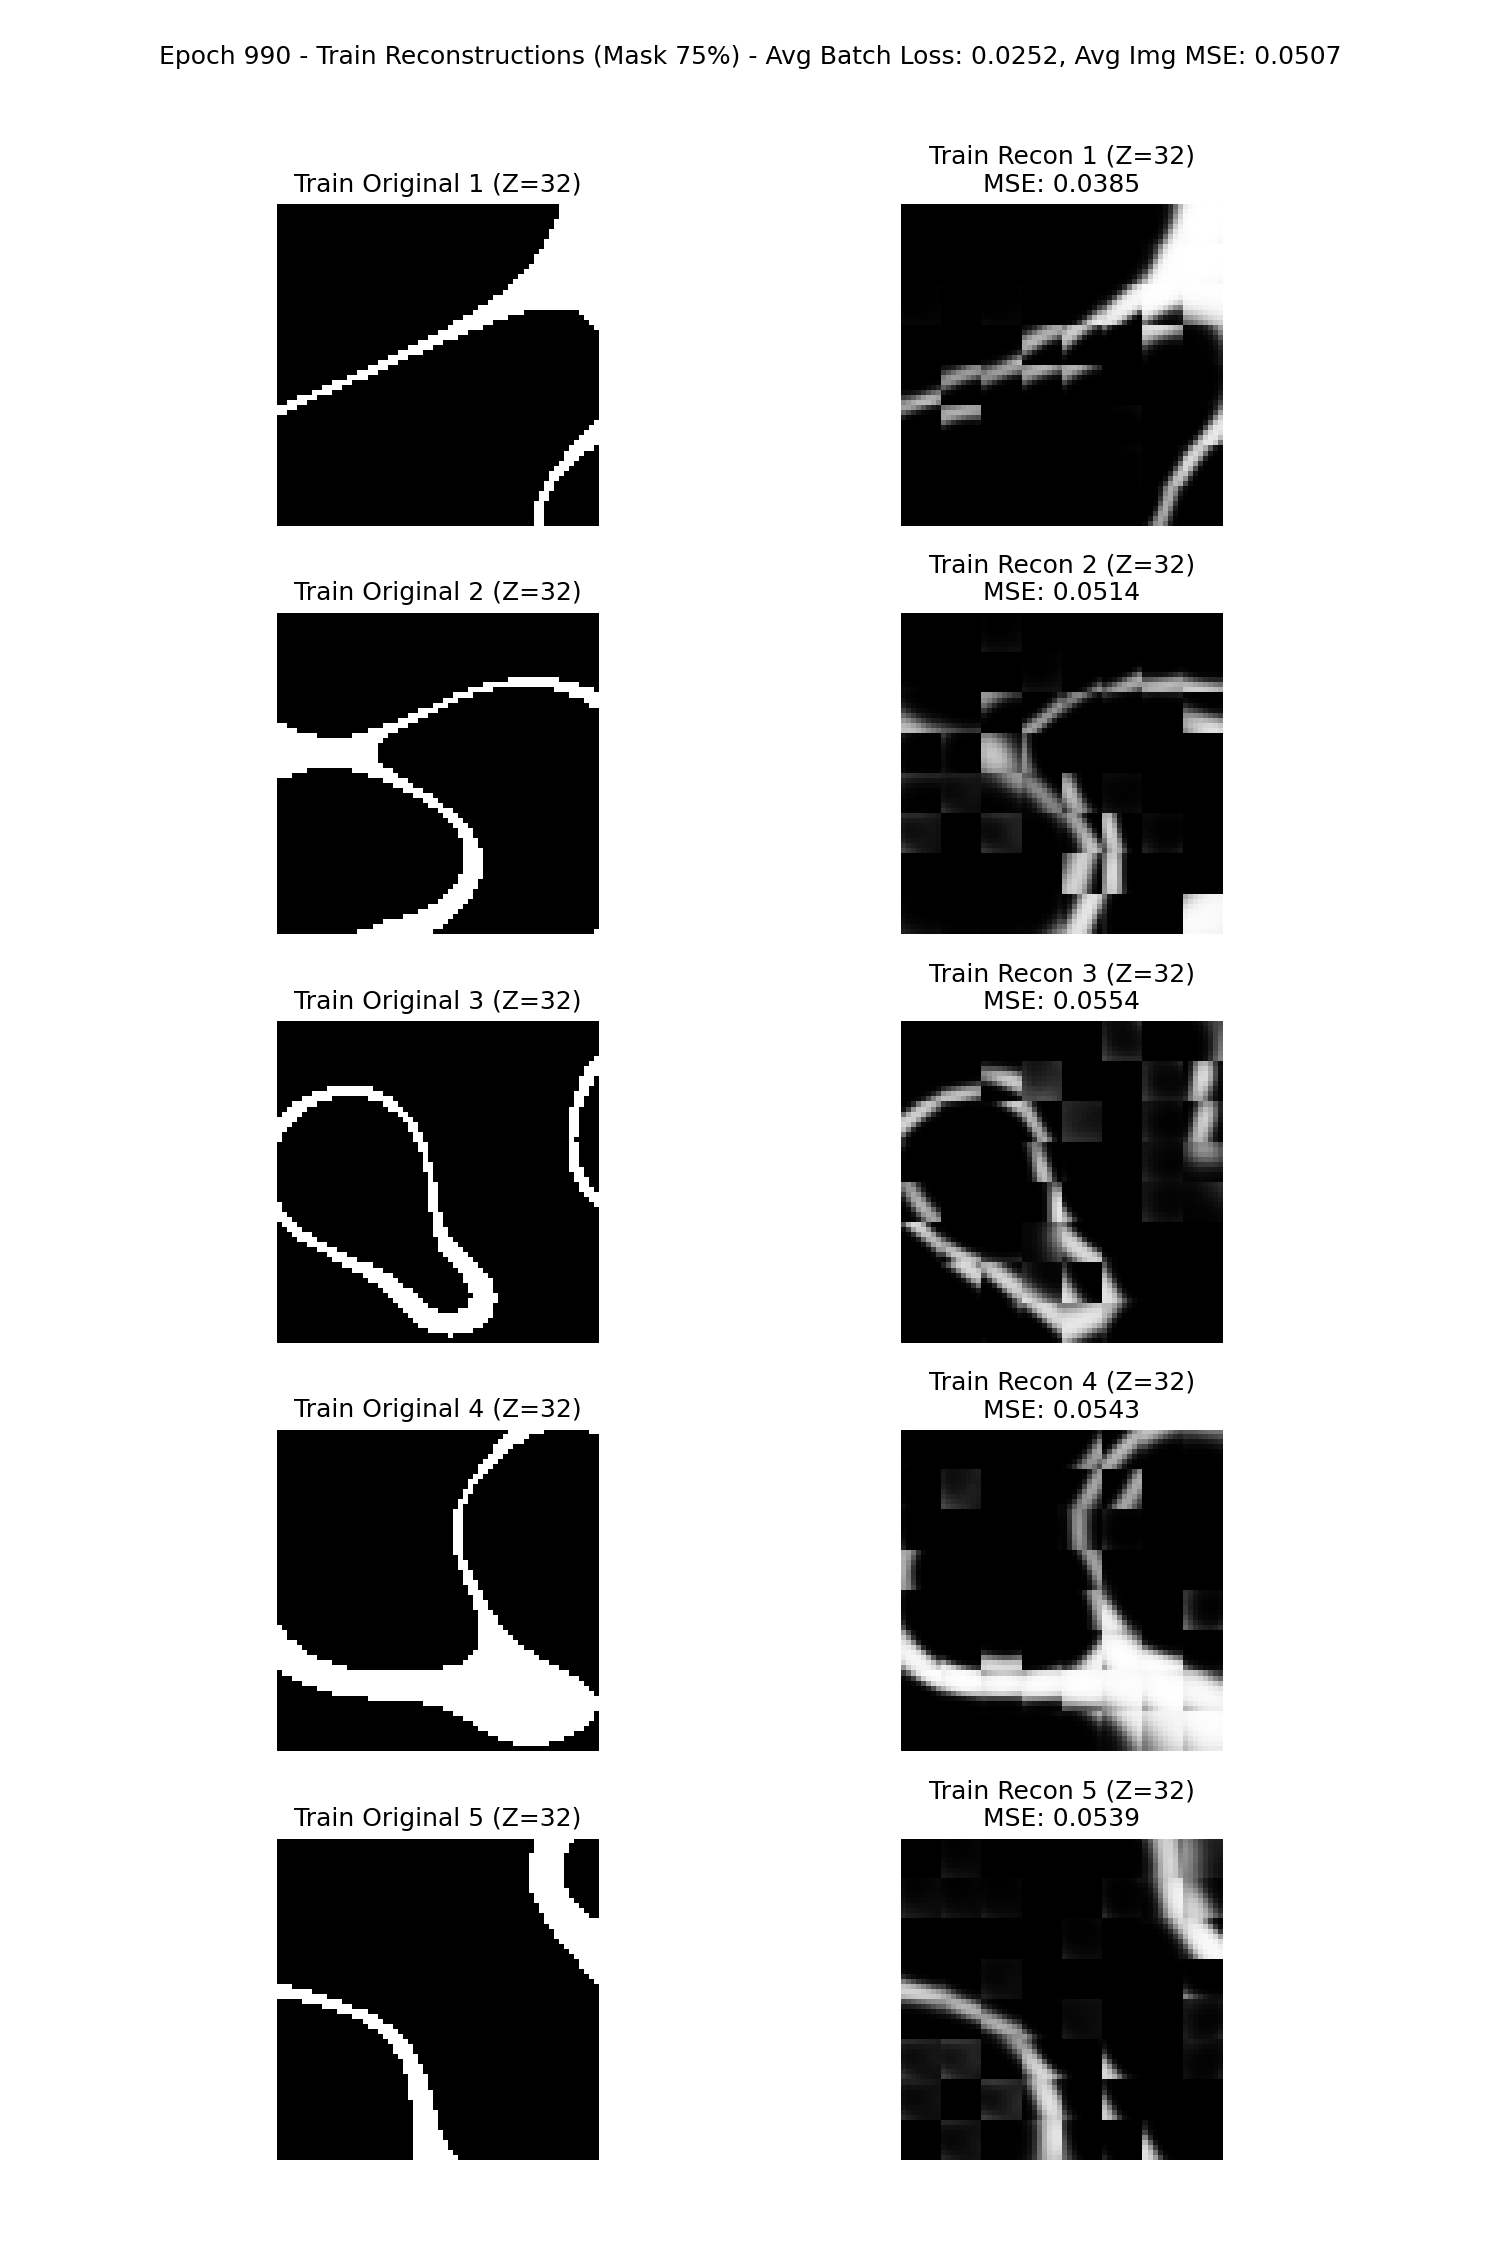 Epoch 990 - Train Reconstructions (Mask 75%) - Avg Batch Loss: 0.0252, Avg Img MSE: 0.0507
Train Original 1 (Z=32)
Train Recon 1 (Z=32)
MSE: 0.0385
Train Original 2 (Z=32)
Train Recon 2 (Z=32)
MSE: 0.0514
Train Original 3 (Z=32)
Train Recon 3 (Z=32)
MSE: 0.0554
Train Original 4 (Z=32)
Train Recon 4 (Z=32)
MSE: 0.0543
Train Original 5 (Z=32)
Train Recon 5 (Z=32)
MSE: 0.0539